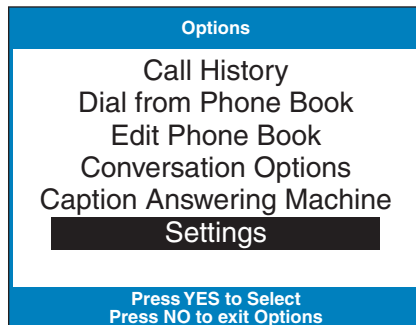 Options
Call History
Dial from Phone Book
Edit Phone Book
Conversation Options
Caption Answering Machine
Settings
Press YES to Select
Press NO to exit Options